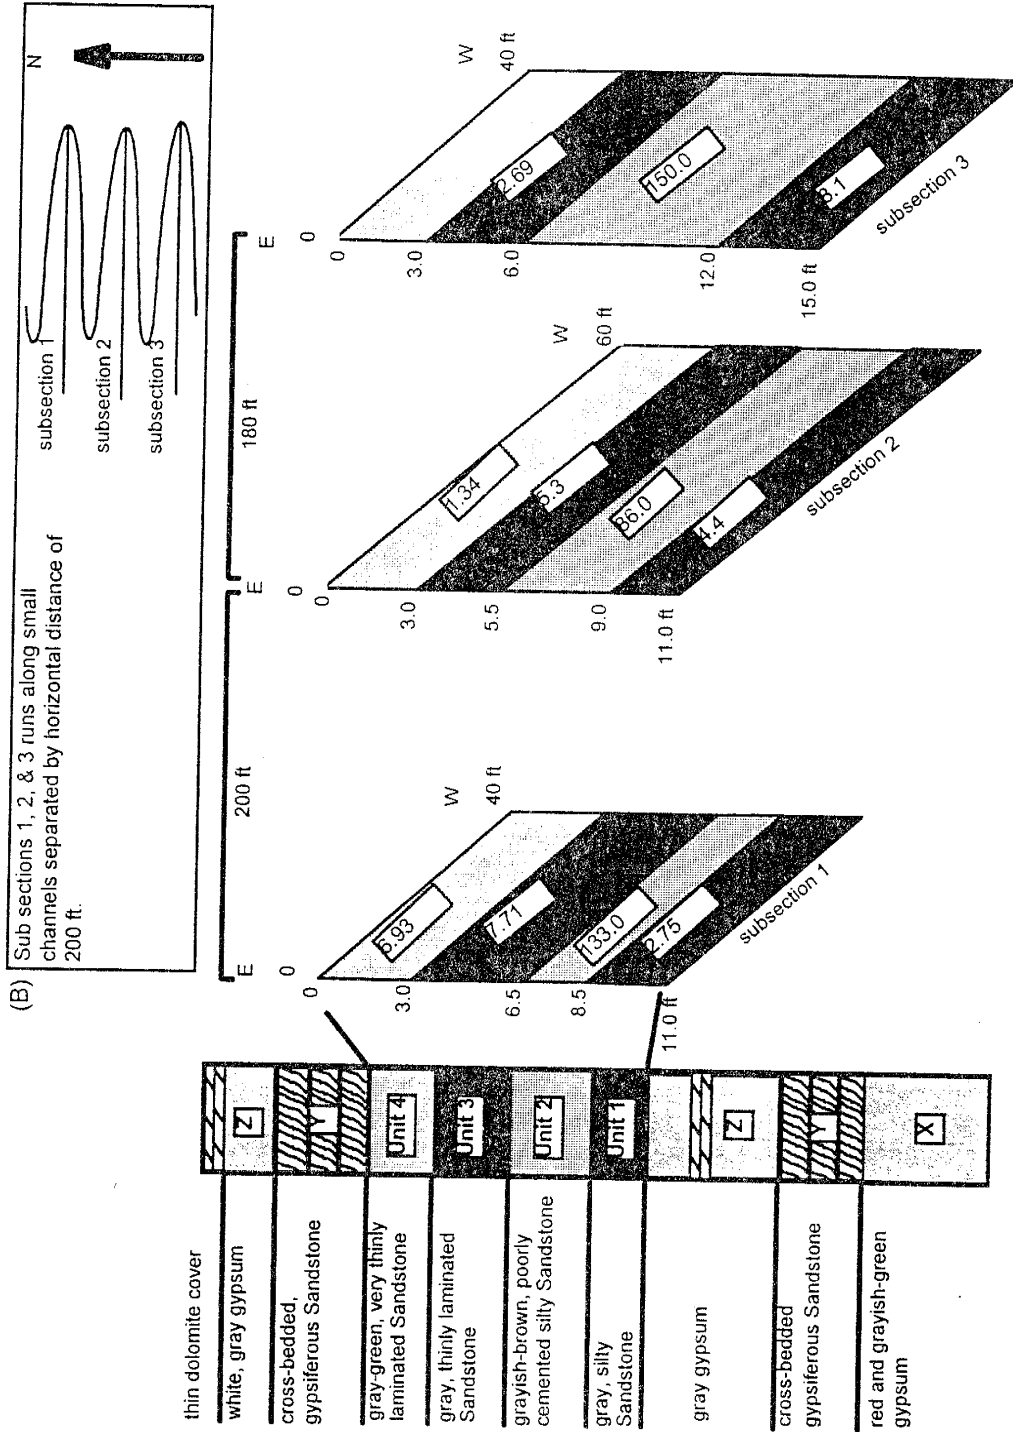 (B)
Sub sections 1, 2, & 3 runs along small
channels separated by horizontal distance of
200 ft.
subsection 1
subsection 2
subsection 3
N
thin dolomite cover
white, gray gypsum
cross-bedded,
gypsiferous Sandstone
gray-green, very thinly
laminated Sandstone
gray, thinly laminated
Sandstone
grayish-brown, poorly
cemented silty Sandstone
gray, silty
Sandstone
gray gypsum
cross-bedded
gypsiferous Sandstone
red and grayish-green
gypsum
Z
Y
Unit 4
Unit 3
Unit 2
Unit 1
Z
Y
X
E
200 ft
E
180 ft
E
0
W
40 ft
0
3.0
6.5
8.5
11.0 ft
6.93
7.71
133.0
2.75
subsection 1
0
W
60 ft
0
3.0
5.5
9.0
11.0 ft
1.34
5.3
86.0
4.4
subsection 2
0
W
40 ft
0
3.0
6.0
12.0
15.0 ft
2.69
150.0
subsection 3